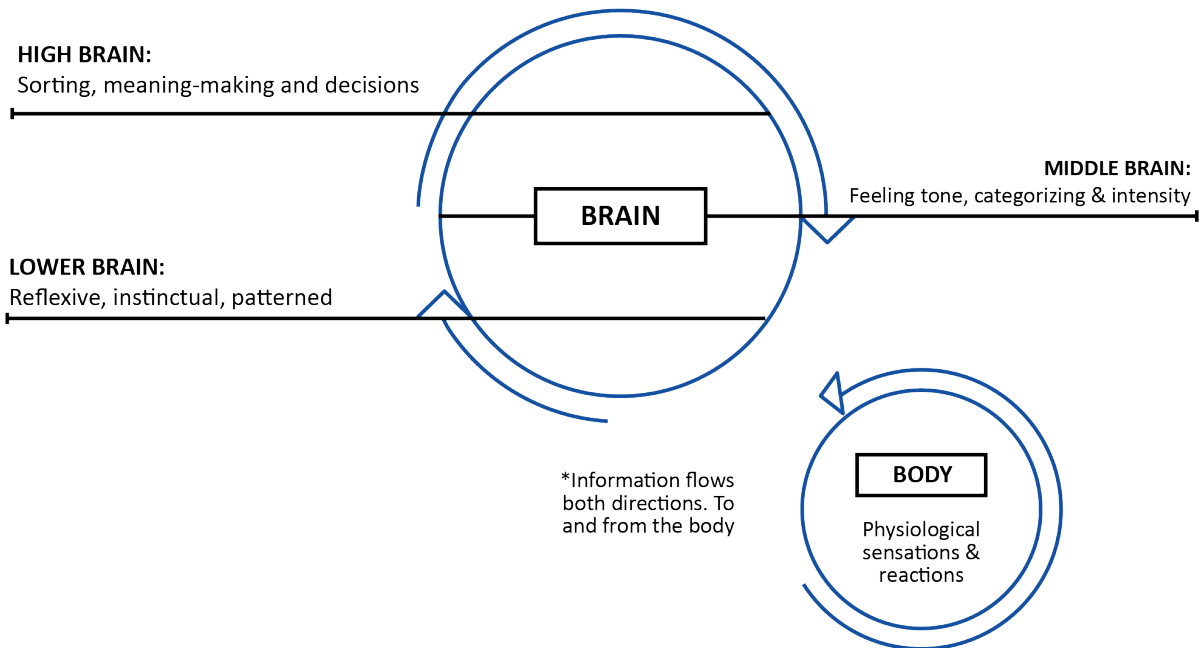 HIGH BRAIN:
Sorting, meaning-making and decisions
MIDDLE BRAIN:
Feeling tone, categorizing & intensity
BRAIN
LOWER BRAIN:
Reflexive, instinctual, patterned
*Information flows
both directions. To
and from the body
BODY
Physiological
sensations &
reactions